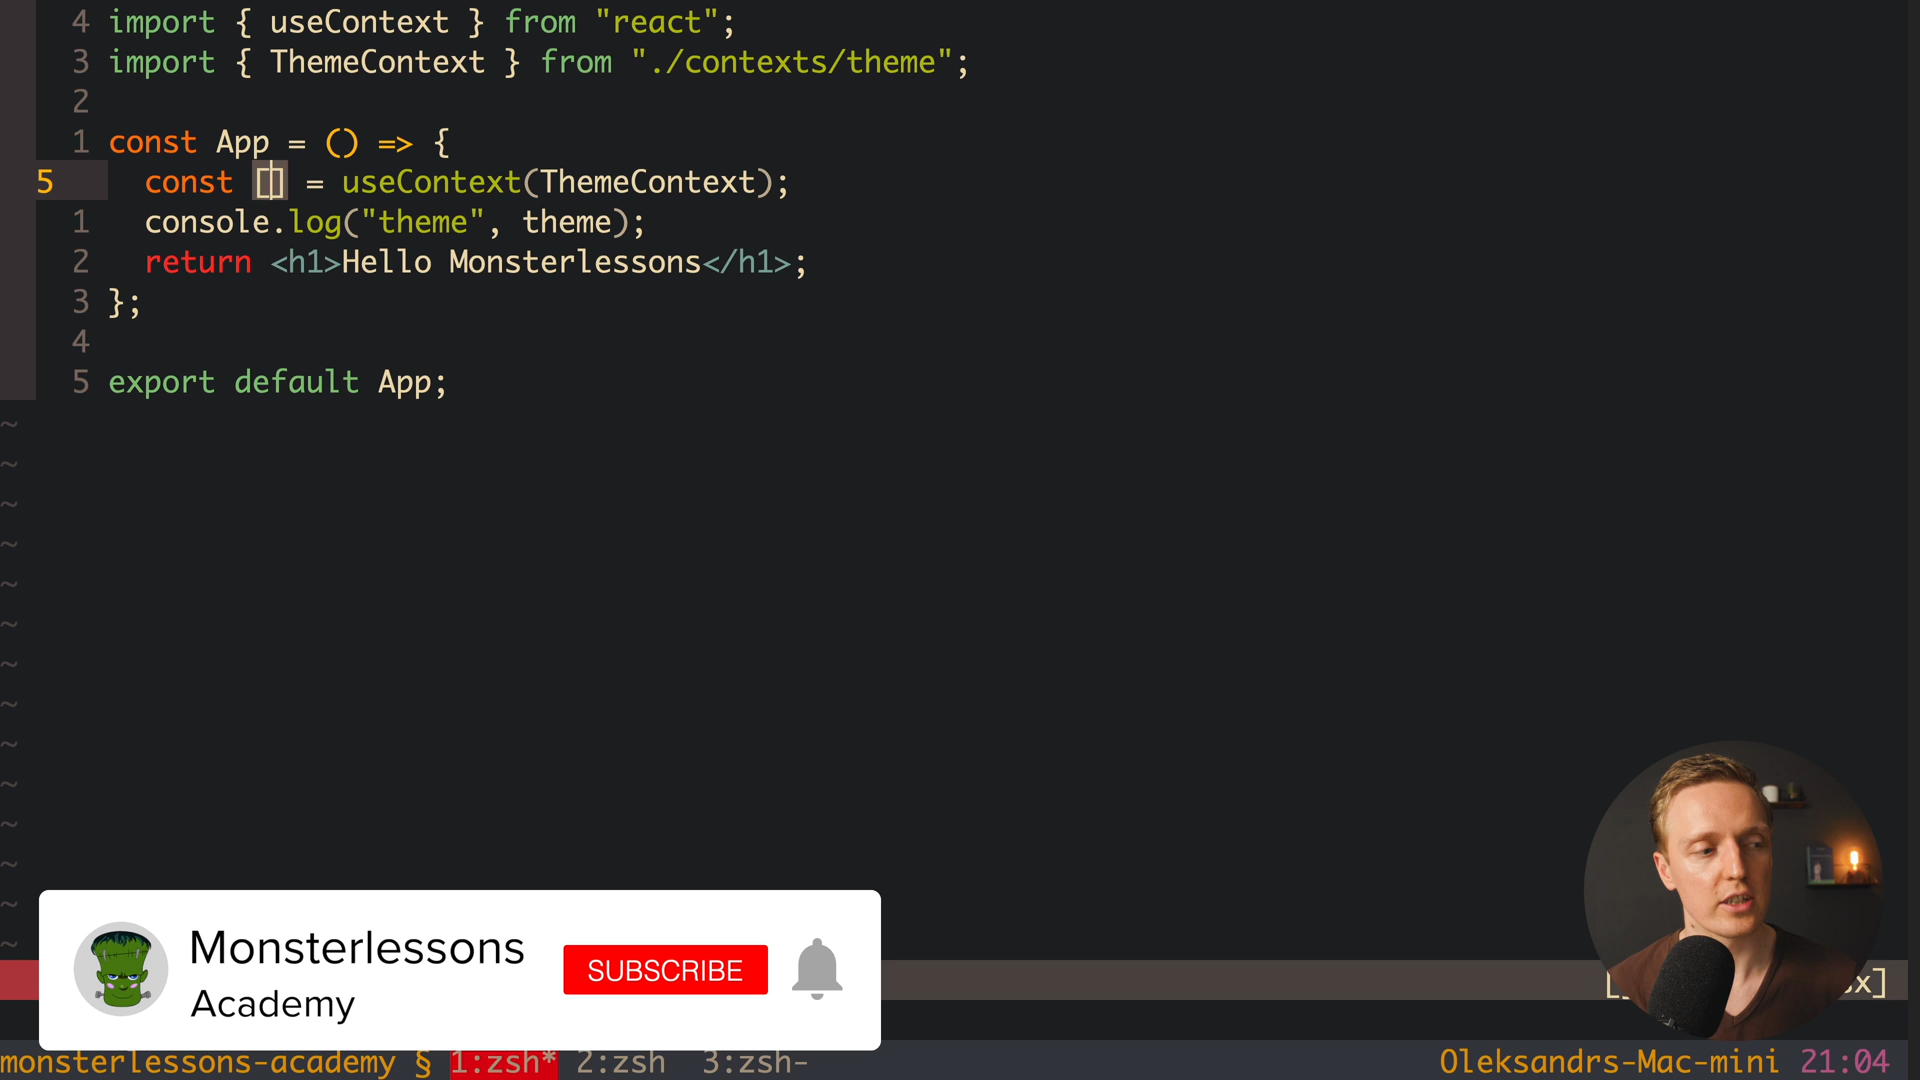 4 import { useContext } from "react";
3 import { ThemeContext } from "./contexts/theme";
2
1 const App = () => {
5 const [] = useContext(ThemeContext);
1 console.log("theme", theme);
2 return <h1>Hello Monsterlessons</h1>;
3 };
4
5 export default App;
~
~
~
~
~
~
~
~
~
~
~
~
~
~
Monsterlessons
Academy
SUBSCRIBE
x]
monsterlessons-academy § 1:zsh* 2:zsh 3:zsh- Oleksandrs-Mac-mini 21:04